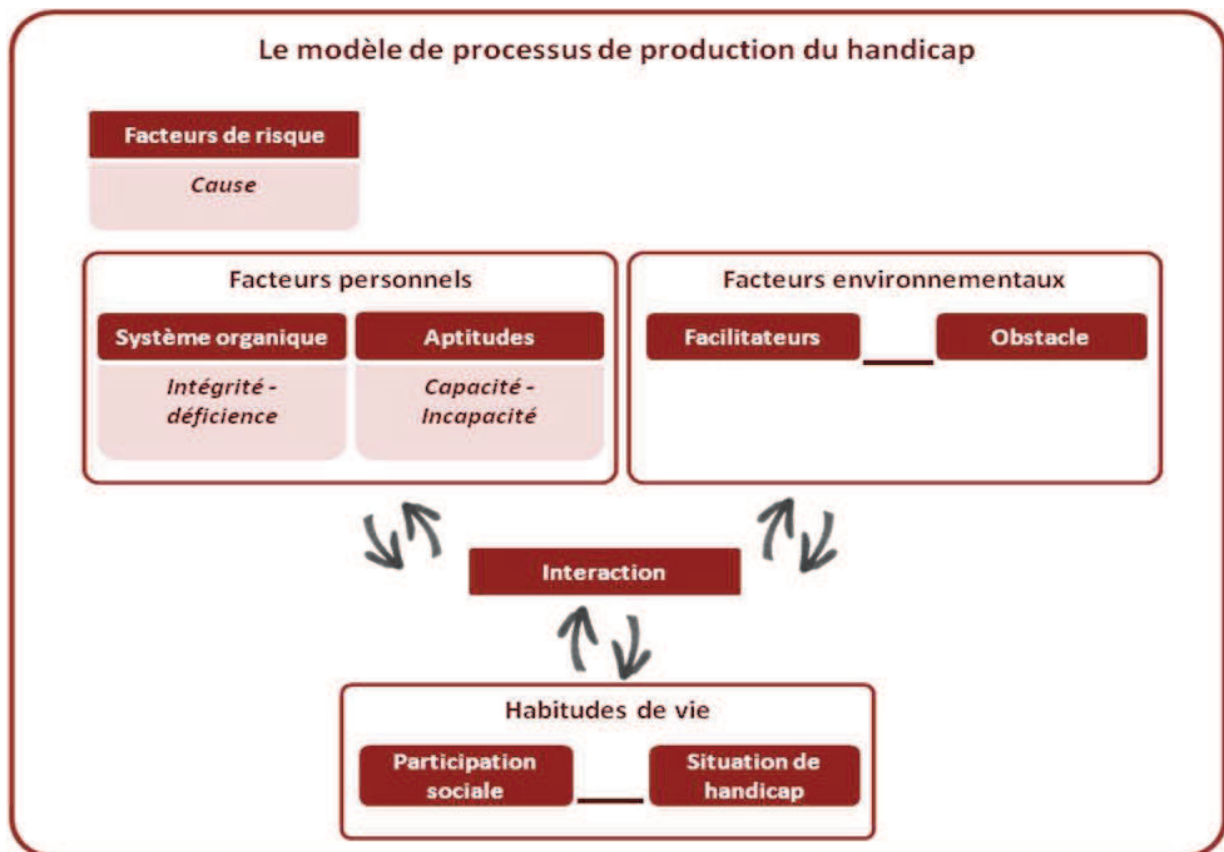 Le modèle de processus de production du handicap
Facteurs de risque
Cause
Facteurs personnels
Système organique
Intégrité -
déficience
Aptitudes
Capacité -
Incapacité
Facteurs environnementaux
Facilitateurs
Obstacle
Interaction
Habitudes de vie
Participation
sociale
Situation de
handicap